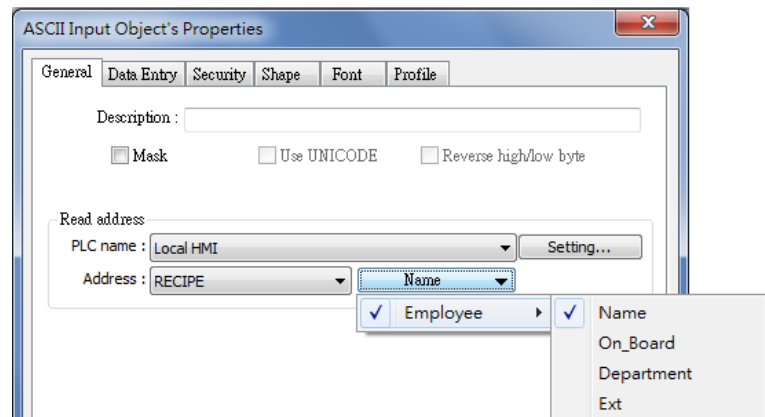 ASCII Input Object's Properties
General Data Entry Security Shape Font Profile
Description :
Mask Use UNICODE Reverse high/low byte
Read address
PLC name : Local HMI Setting...
Address : RECIPE Name
Employee Name
On_Board
Department
Ext